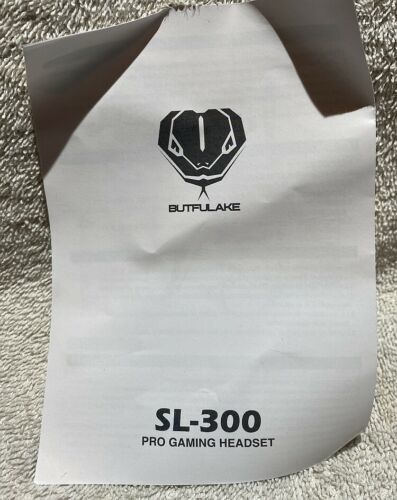 BUTFULAKE
SL-300
PRO GAMING HEADSET